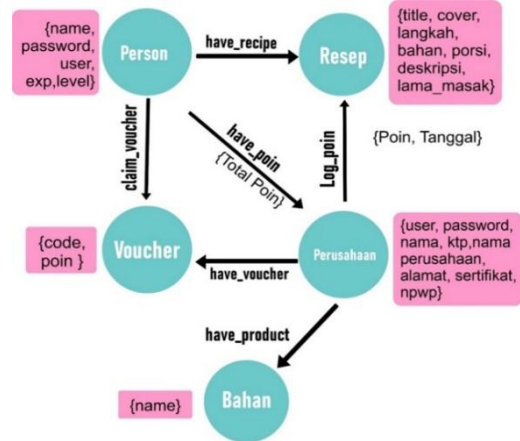 {name,
password,
user,
exp,level}
Person
have_recipe
Resep
{title, cover,
langkah,
bahan, porsi,
deskripsi,
lama_masak}
claim_voucher
have_poin
{Total Poin}
Log_poin
{Poin, Tanggal}
{code,
poin }
Voucher
have_voucher
Perusahaan
{user, password,
nama, ktp,nama
perusahaan,
alamat, sertifikat,
npwp}
have_product
{name}
Bahan